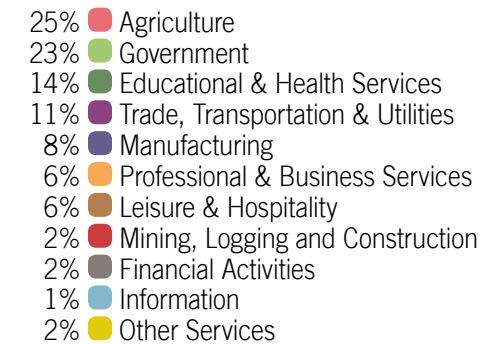 25% Agriculture
23% Government
14% Educational & Health Services
11% Trade, Transportation & Utilities
8% Manufacturing
6% Professional & Business Services
6% Leisure & Hospitality
2% Mining, Logging and Construction
2% Financial Activities
1% Information
2% Other Services